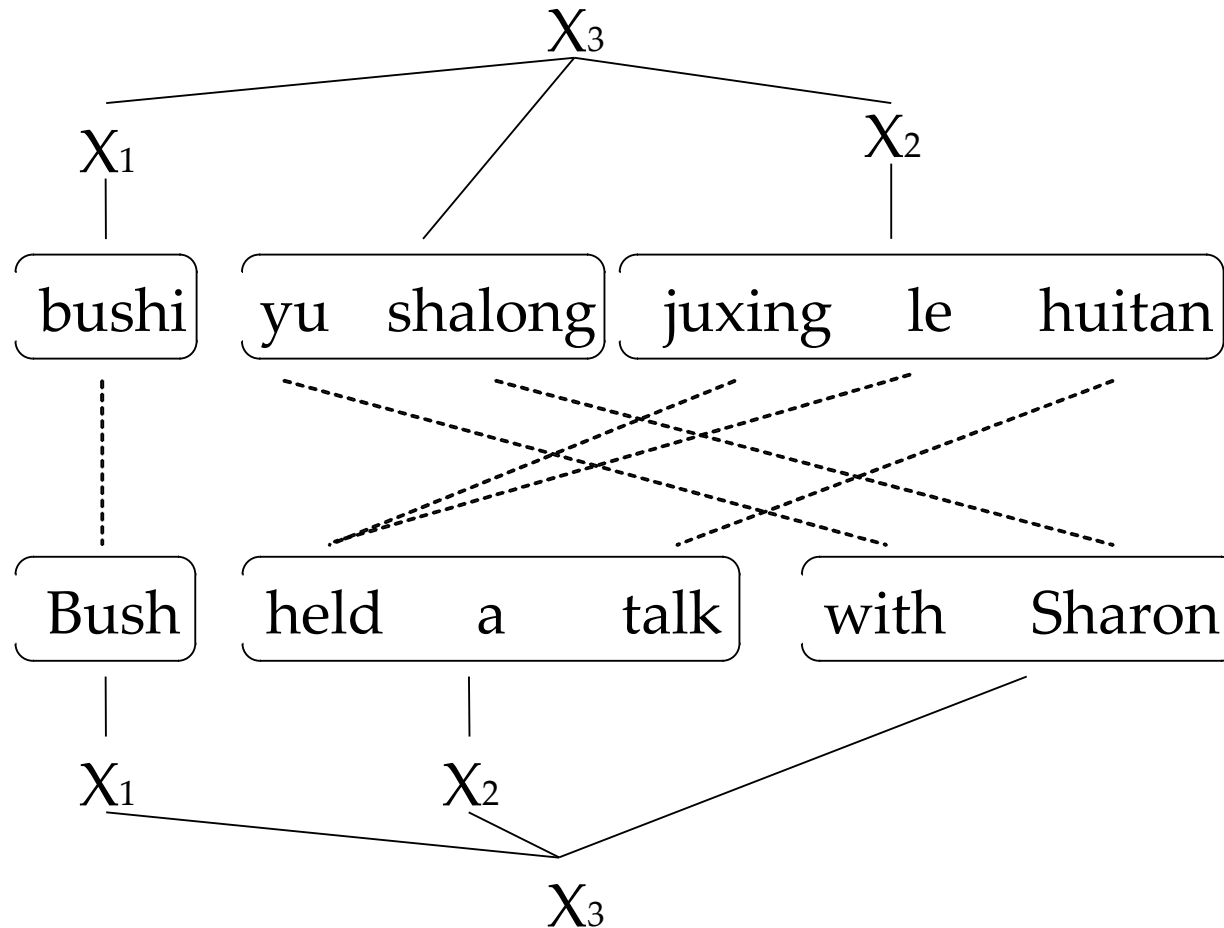 X3
X1 X2
bushi yu shalong juxing le huitan
Bush held a talk with Sharon
X1 X2
X3